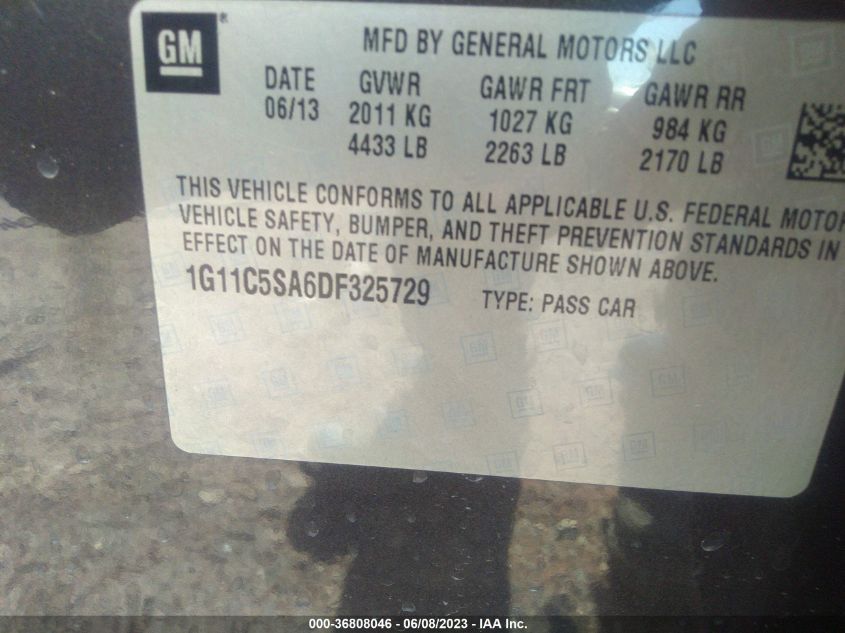 GM
MFD BY GENERAL MOTORS LLC
DATE GVWR GAWR FRT GAWR RR
06/13 2011 KG 1027 KG 984 KG
4433 LB 2263 LB 2170 LB
THIS VEHICLE CONFORMS TO ALL APPLICABLE U.S. FEDERAL MOTOR
VEHICLE SAFETY, BUMPER, AND THEFT PREVENTION STANDARDS IN
EFFECT ON THE DATE OF MANUFACTURE SHOWN ABOVE.
1G11C5SA6DF325729 TYPE: PASS CAR
000-36808046 - 06/08/2023 - IAA Inc.